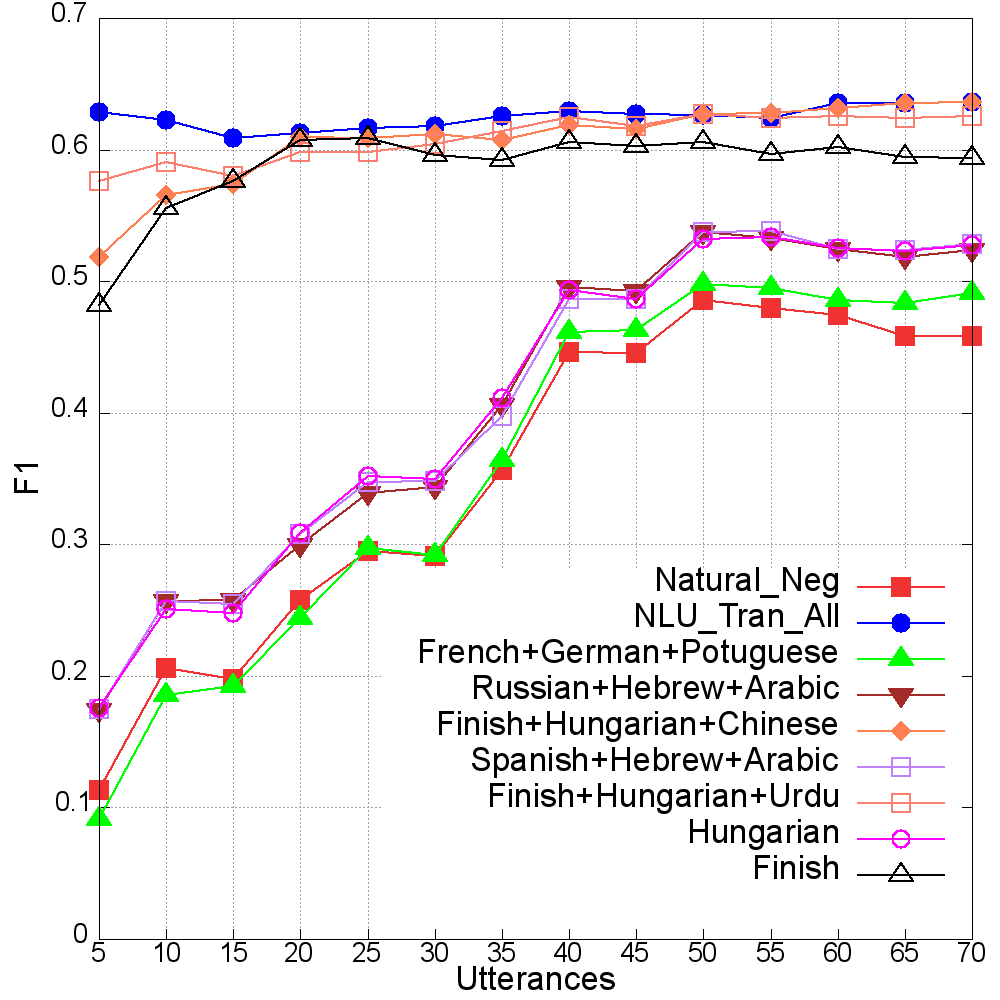 0.7
0.6
0.5
0.4
0.3
0.2
0.1
0
F1
Natural_Neg
NLU_Tran_All
French+German+Potuguese
Russian+Hebrew+Arabic
Finish+Hungarian+Chinese
Spanish+Hebrew+Arabic
Finish+Hungarian+Urdu
Hungarian
Finish
5 10 15 20 25 30 35 40 45 50 55 60 65 70
Utterances